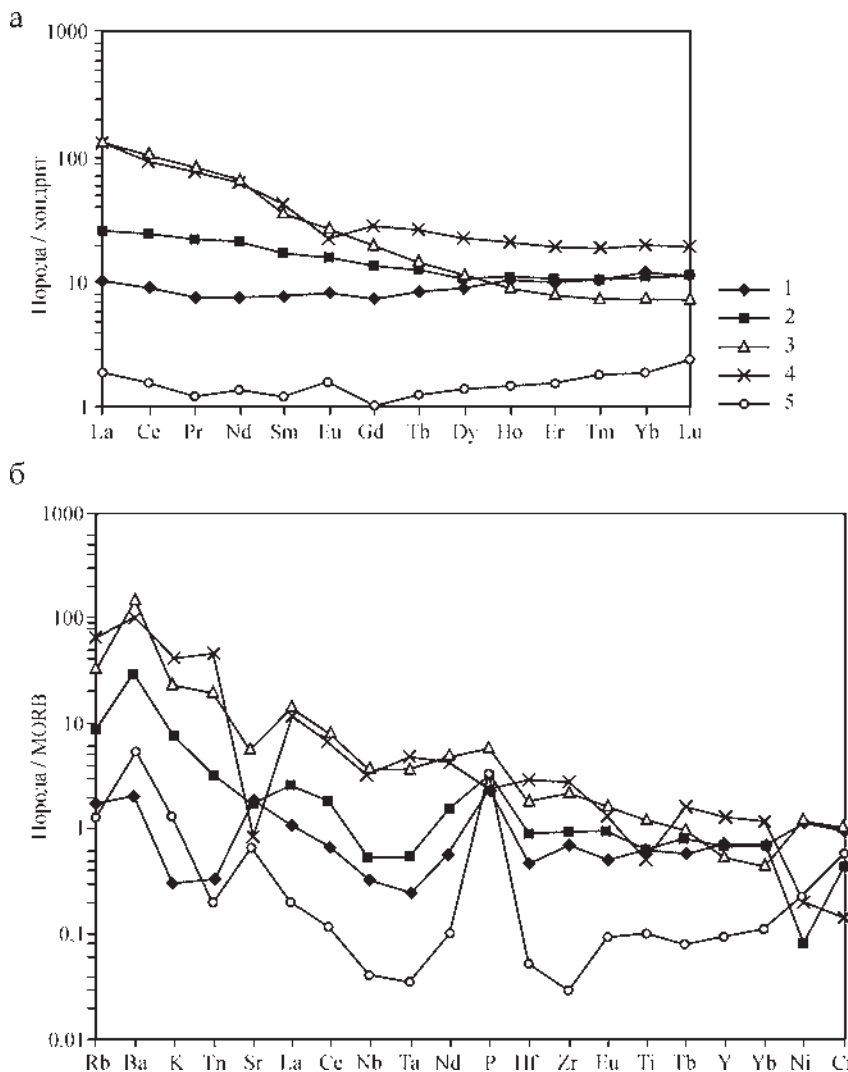 а
1000
100
10
1
Порода / хондрит
La Ce Pr Nd Sm Eu Gd Tb Dy Ho Er Tm Yb Lu
1
2
3
4
5
б
1000
100
10
1
0.1
0.01
Порода / MORB
Rb Ba K Tn Sr La Ce Nb Ta Nd P Hf Zr Eu Ti Tb Y Yb Ni Cr